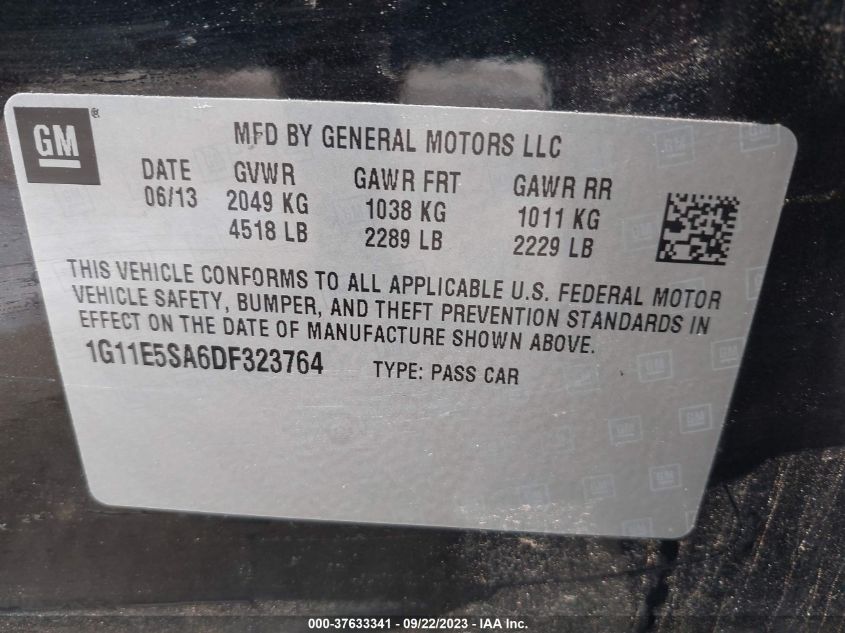 GM
®
MFD BY GENERAL MOTORS LLC
DATE GVWR GAWR FRT GAWR RR
06/13 2049 KG 1038 KG 1011 KG
4518 LB 2289 LB 2229 LB
THIS VEHICLE CONFORMS TO ALL APPLICABLE U.S. FEDERAL MOTOR
VEHICLE SAFETY, BUMPER, AND THEFT PREVENTION STANDARDS IN
EFFECT ON THE DATE OF MANUFACTURE SHOWN ABOVE.
1G11E5SA6DF323764 TYPE: PASS CAR
000-37633341 - 09/22/2023 - IAA Inc.